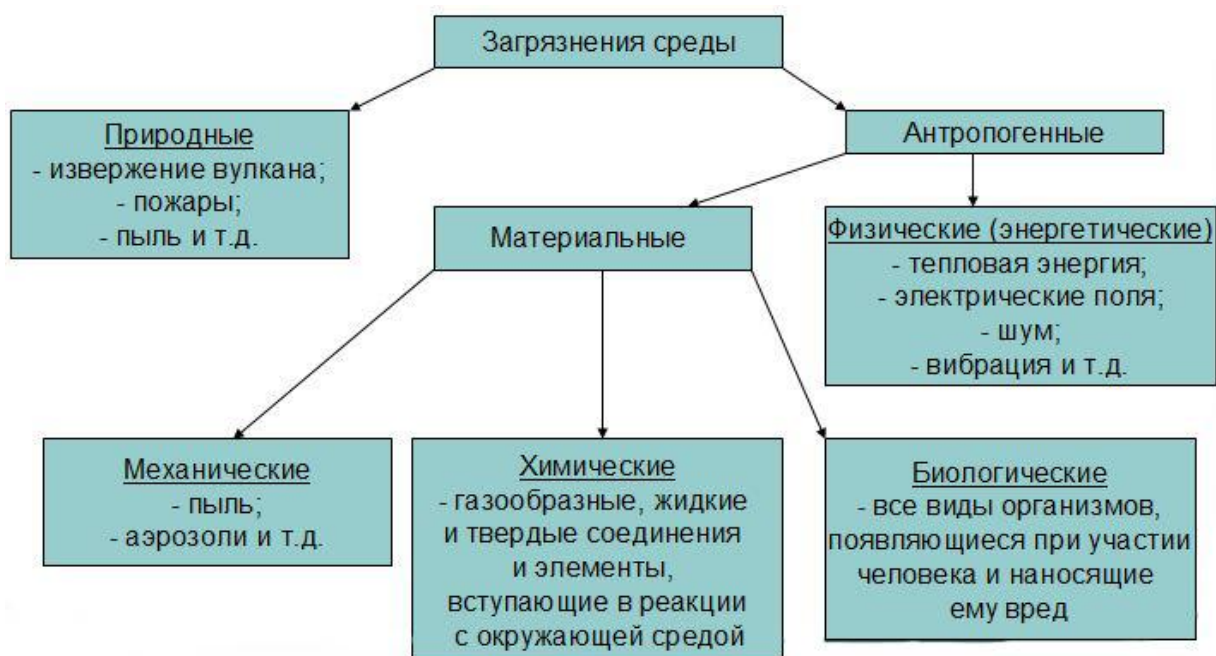 Загрязнения среды
Природные
- извержение вулкана;
- пожары;
- пыль и т.д.
Антропогенные
Материальные
Физические (энергетические)
- тепловая энергия;
- электрические поля;
- шум;
- вибрация и т.д.
Механические
- пыль;
- аэрозоли и т.д.
Химические
- газообразные, жидкие
и твердые соединения
и элементы,
вступающие в реакции
с окружающей средой
Биологические
- все виды организмов,
появляющиеся при участии
человека и наносящие
ему вред